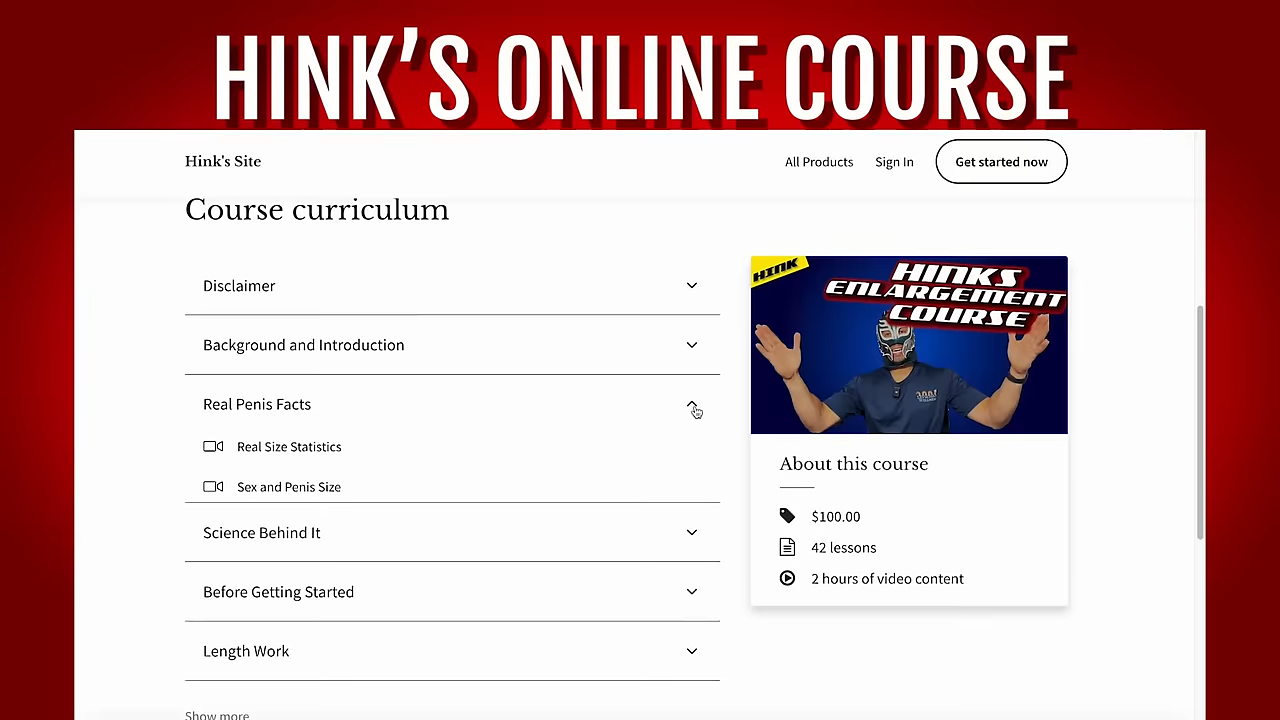 HINK'S ONLINE COURSE
Hink's Site
All Products
Sign In
Get started now
Course curriculum
Disclaimer
Background and Introduction
Real Penis Facts
Real Size Statistics
Sex and Penis Size
Science Behind It
Before Getting Started
Length Work
Show more
HINK
HINKS
ENLARGEMENT
COURSE
About this course
$100.00
42 lessons
2 hours of video content